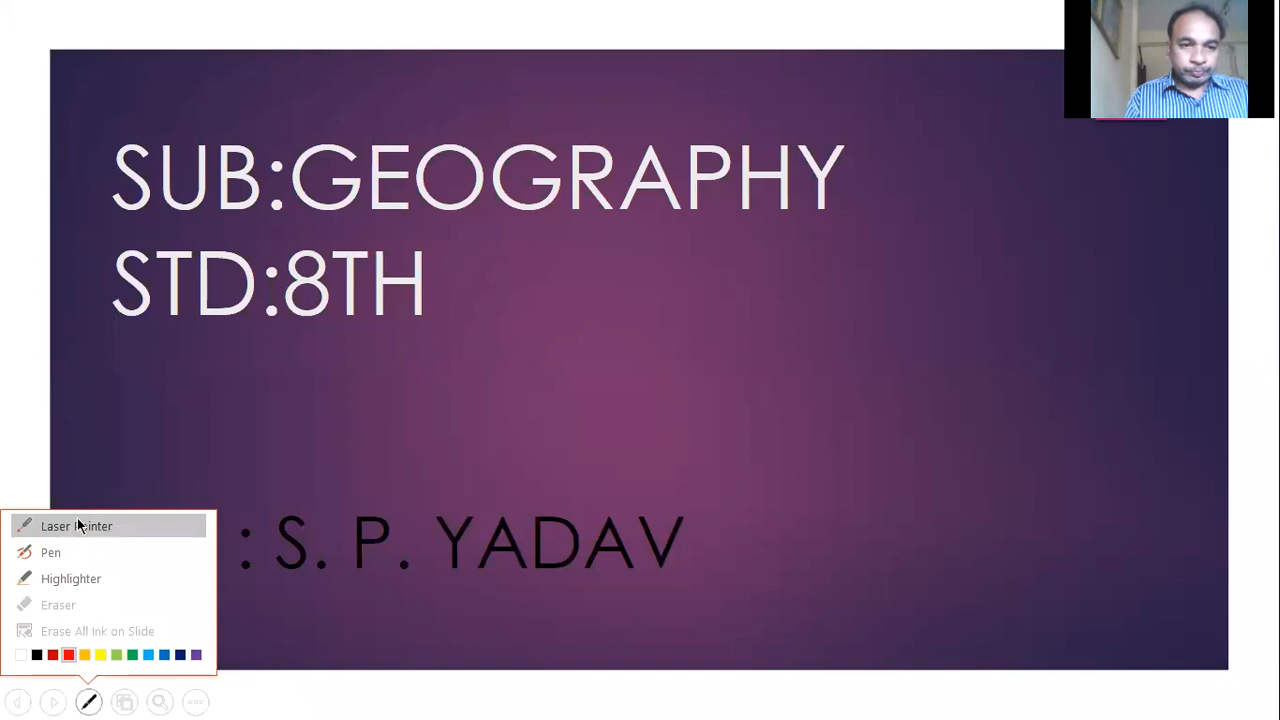 SUB:GEOGRAPHY
STD:8TH
: S. P. YADAV
Laser Pointer
Pen
Highlighter
Eraser
Erase All Ink on Slide